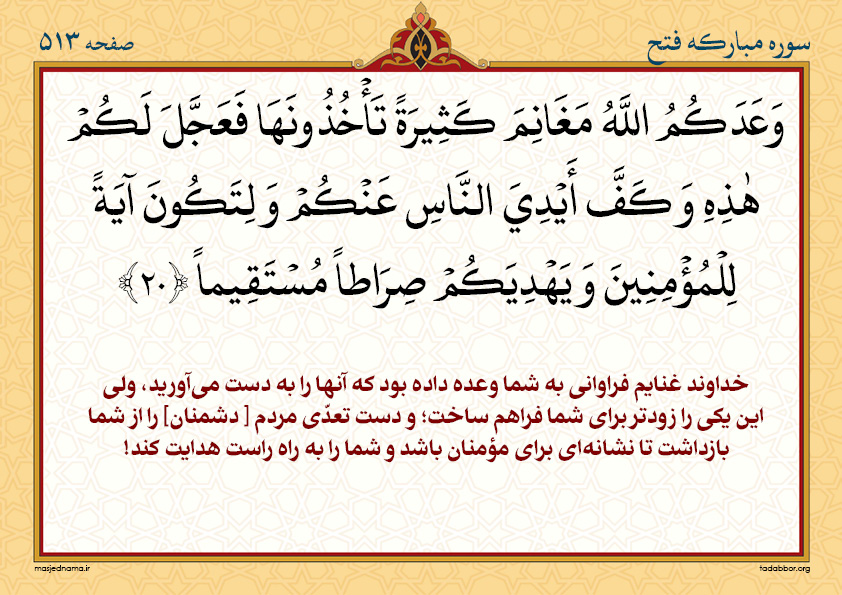 سوره مبارکه فتح
صفحه ۵۱۳
وَعَدَكُمُ اللَّهُ مَغَانِمَ كَثِيرَةً تَأْخُذُونَهَا فَعَجَّلَ لَكُمْ
هٰذِهِ وَ كَفَّ أَيْدِيَ النَّاسِ عَنْكُمْ وَ لِتَكُونَ آيَةً
لِلْمُؤْمِنِينَ وَ يَهْدِيَكُمْ صِرَاطاً مُسْتَقِيماً ﴿۲۰﴾
خداوند غنایم فراوانی به شما وعده داده بود که آنها را به دست می‌آورید، ولی
این یکی را زودتر برای شما فراهم ساخت؛ و دست تعدّی مردم [ دشمنان] را از شما
بازداشت تا نشانه‌ای برای مؤمنان باشد و شما را به راه راست هدایت کند!
masjednama.ir
tadabbor.org